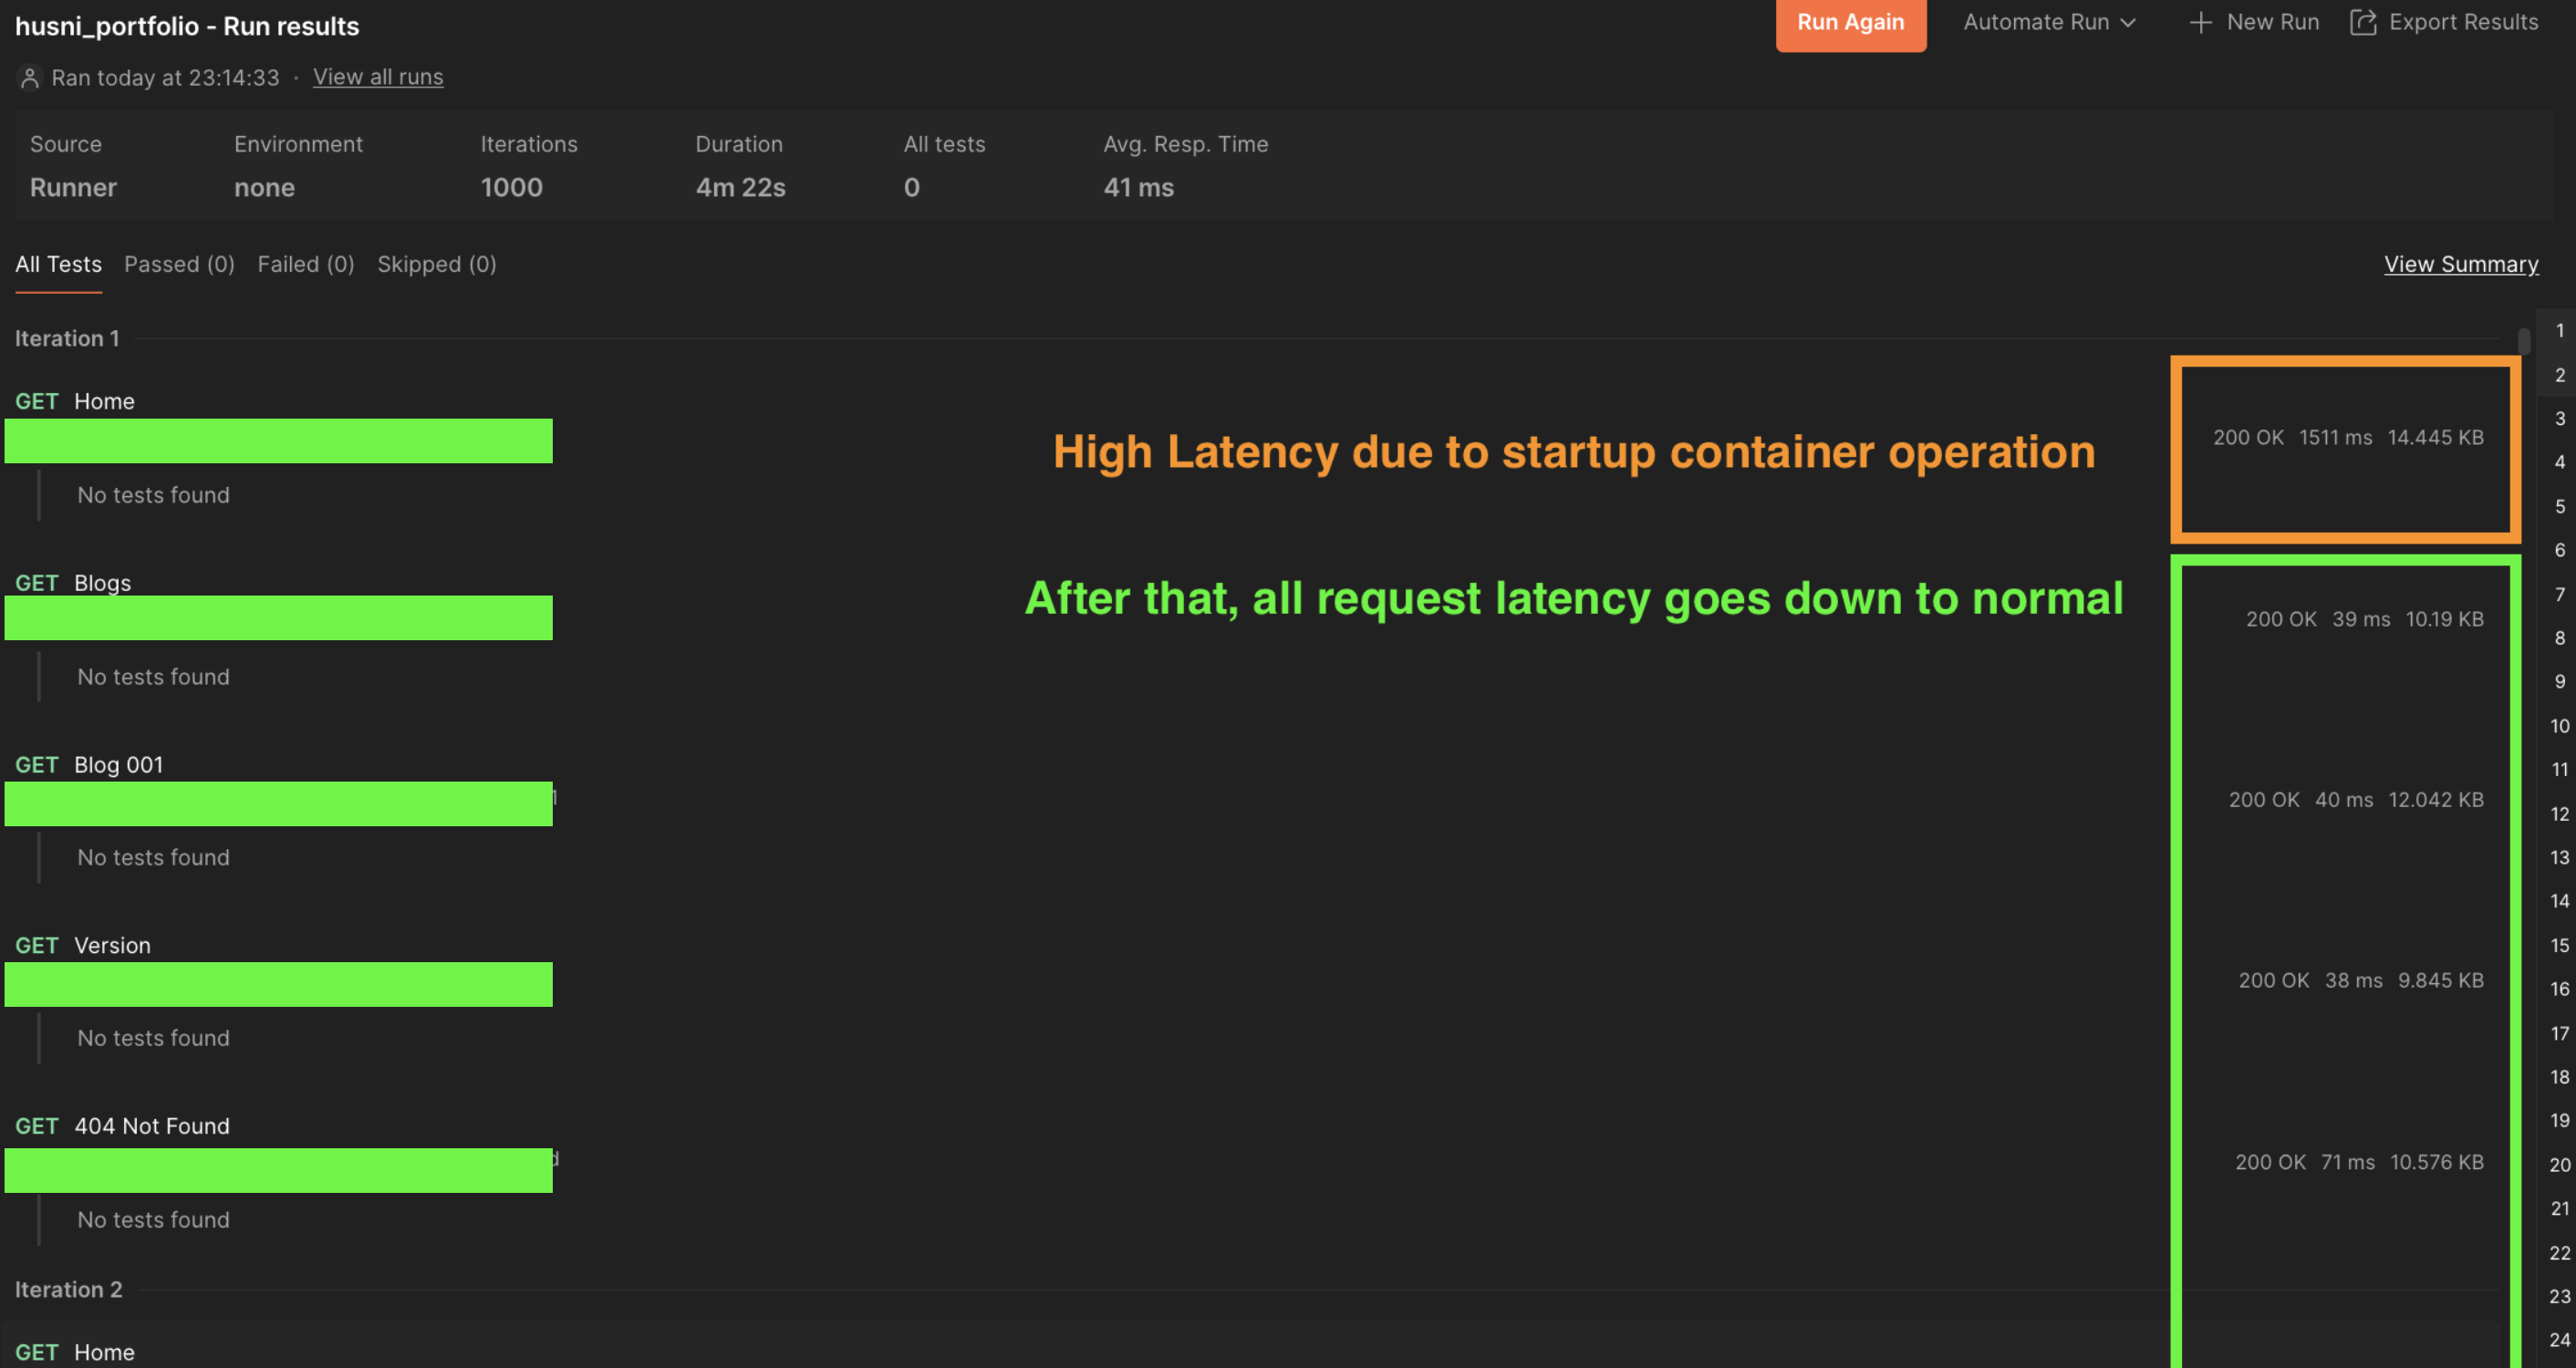 husni_portfolio - Run results
Run Again Automate Run New Run Export Results
Ran today at 23:14:33 · View all runs
Source Environment Iterations Duration All tests Avg. Resp. Time
Runner none 1000 4m 22s 0 41 ms
All Tests Passed (0) Failed (0) Skipped (0) View Summary
Iteration 1
GET Home
High Latency due to startup container operation
200 OK 1511 ms 14.445 KB
No tests found
GET Blogs
After that, all request latency goes down to normal
200 OK 39 ms 10.19 KB
No tests found
GET Blog 001
200 OK 40 ms 12.042 KB
No tests found
GET Version
200 OK 38 ms 9.845 KB
No tests found
GET 404 Not Found
200 OK 71 ms 10.576 KB
No tests found
Iteration 2
GET Home
1
2
3
4
5
6
7
8
9
10
11
12
13
14
15
16
17
18
19
20
21
22
23
24